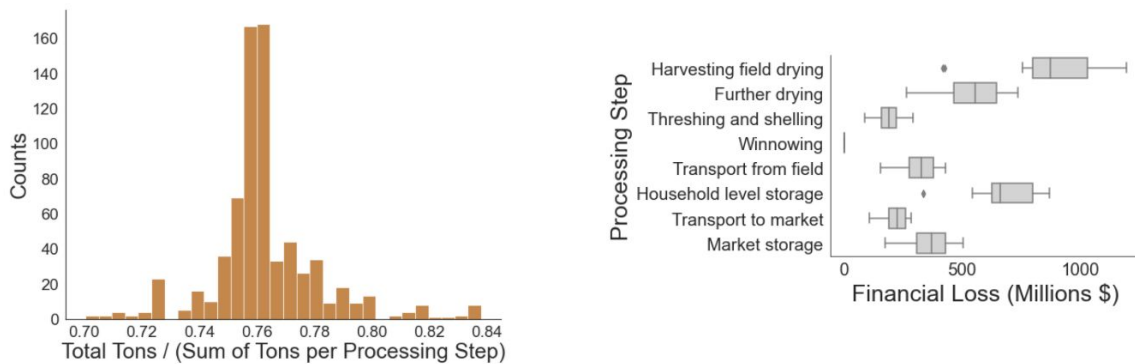 160
140
120
100
80
60
40
20
0
Counts
0.70 0.72 0.74 0.76 0.78 0.80 0.82 0.84
Total Tons / (Sum of Tons per Processing Step)
Processing Step
Harvesting field drying
Further drying
Threshing and shelling
Winnowing
Transport from field
Household level storage
Transport to market
Market storage
0 500 1000
Financial Loss (Millions $)